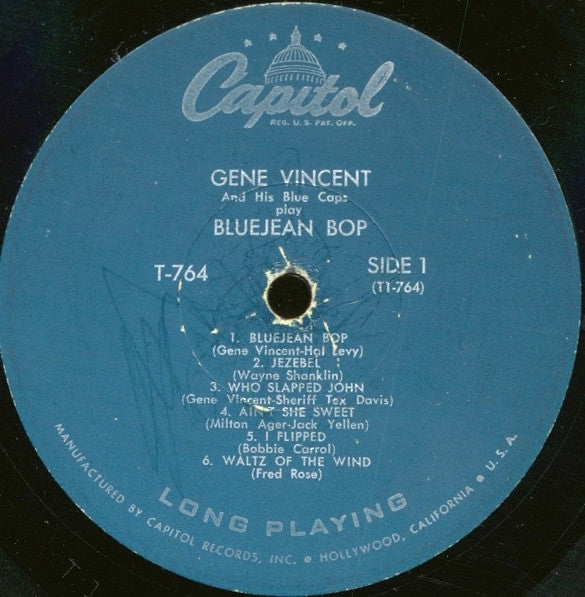 Capitol
REG. U.S. PAT. OFF.
GENE VINCENT
And His Blue Caps
play
BLUEJEAN BOP
T-764
SIDE 1
(T1-764)
1. BLUEJEAN BOP
(Gene Vincent-Hal Levy)
2. JEZEBEL
(Wayne Shanklin)
3. WHO SLAPPED JOHN
(Gene Vincent-Sheriff Tex Davis)
4. AIN'T SHE SWEET
(Milton Ager-Jack Yellen)
5. I FLIPPED
(Bobbie Carrol)
6. WALTZ OF THE WIND
(Fred Rose)
LONG PLAYING
MANUFACTURED BY CAPITOL RECORDS, INC. • HOLLYWOOD, CALIFORNIA • U.S.A.